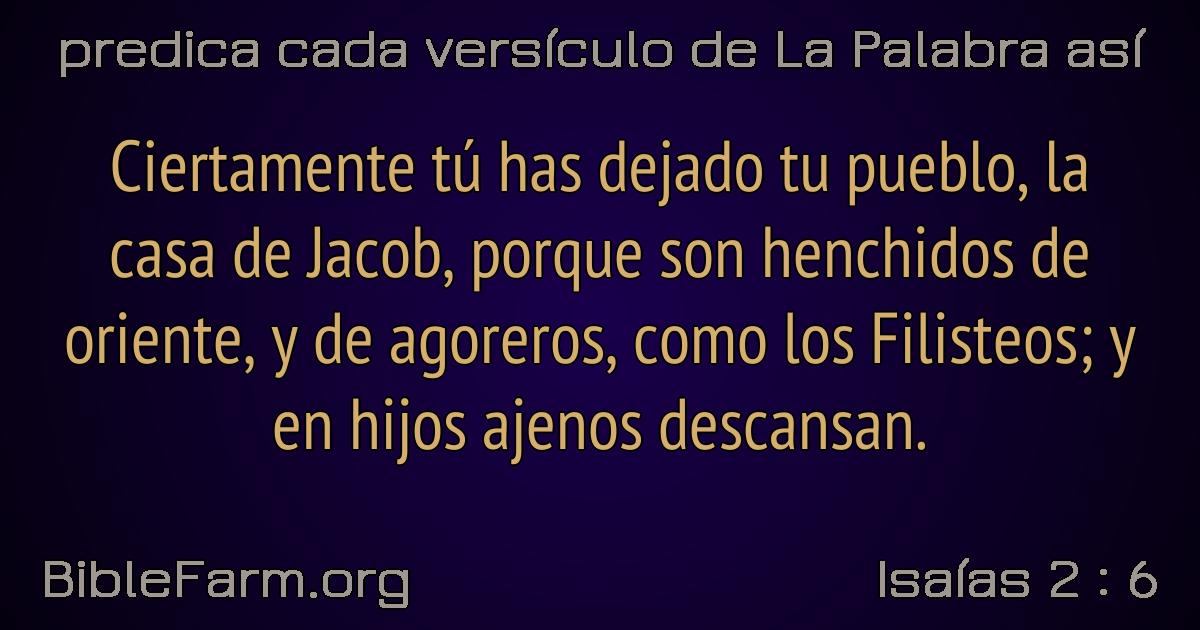 predica cada versículo de La Palabra así
Ciertamente tú has dejado tu pueblo, la
casa de Jacob, porque son henchidos de
oriente, y de agoreros, como los Filisteos; y
en hijos ajenos descansan.
BibleFarm.org
Isaías 2 : 6